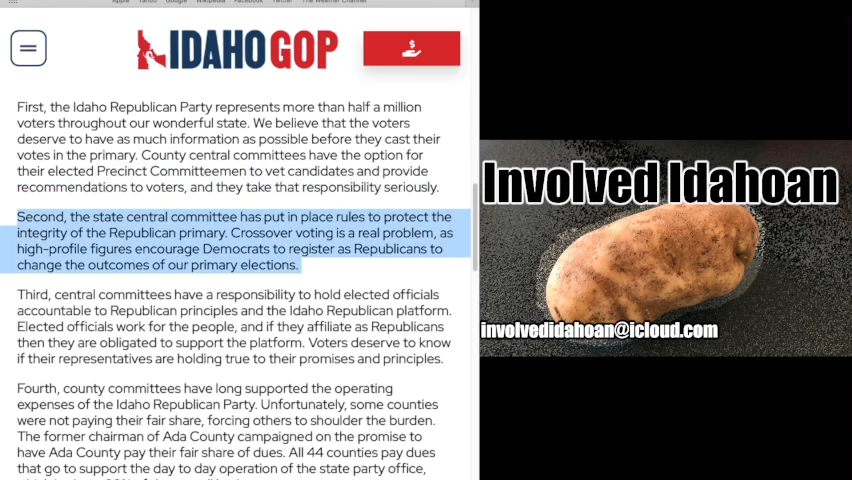 Apple Yahoo Google Wikipedia Facebook Twitter The Weather Channel
IDAHO GOP
$
First, the Idaho Republican Party represents more than half a million
voters throughout our wonderful state. We believe that the voters
deserve to have as much information as possible before they cast their
votes in the primary. County central committees have the option for
their elected Precinct Committeemen to vet candidates and provide
recommendations to voters, and they take that responsibility seriously.
Second, the state central committee has put in place rules to protect the
integrity of the Republican primary. Crossover voting is a real problem, as
high-profile figures encourage Democrats to register as Republicans to
change the outcomes of our primary elections.
Third, central committees have a responsibility to hold elected officials
accountable to Republican principles and the Idaho Republican platform.
Elected officials work for the people, and if they affiliate as Republicans
then they are obligated to support the platform. Voters deserve to know
if their representatives are holding true to their promises and principles.
Fourth, county committees have long supported the operating
expenses of the Idaho Republican Party. Unfortunately, some counties
were not paying their fair share, forcing others to shoulder the burden.
The former chairman of Ada County campaigned on the promise to
have Ada County pay their fair share of dues. All 44 counties pay dues
that go to support the day to day operation of the state party office,
Involved Idahoan
involvedidahoan@icloud.com